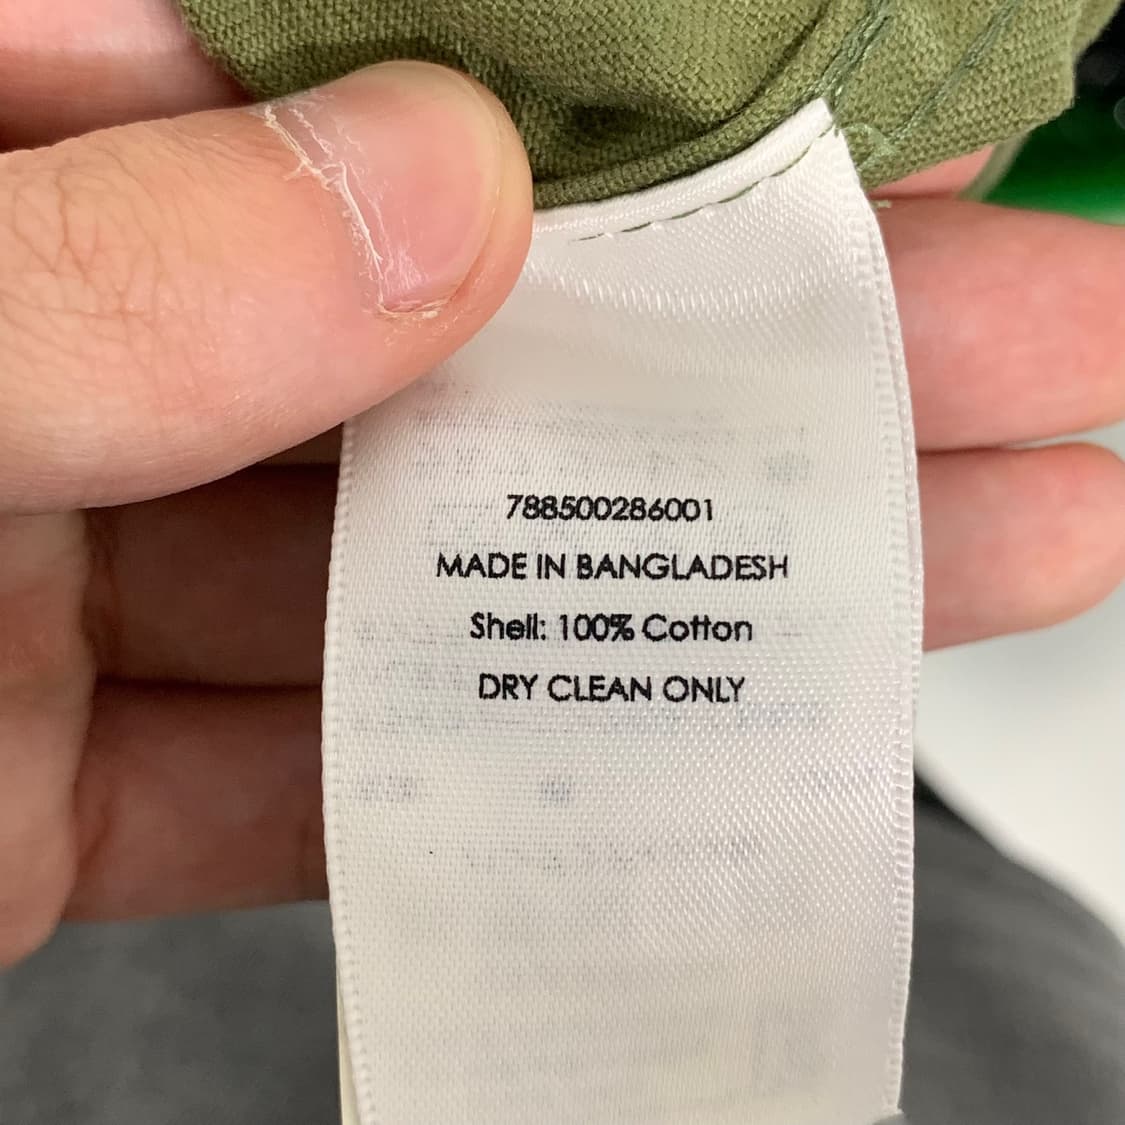 788500286001
MADE IN BANGLADESH
Shell: 100% Cotton
DRY CLEAN ONLY